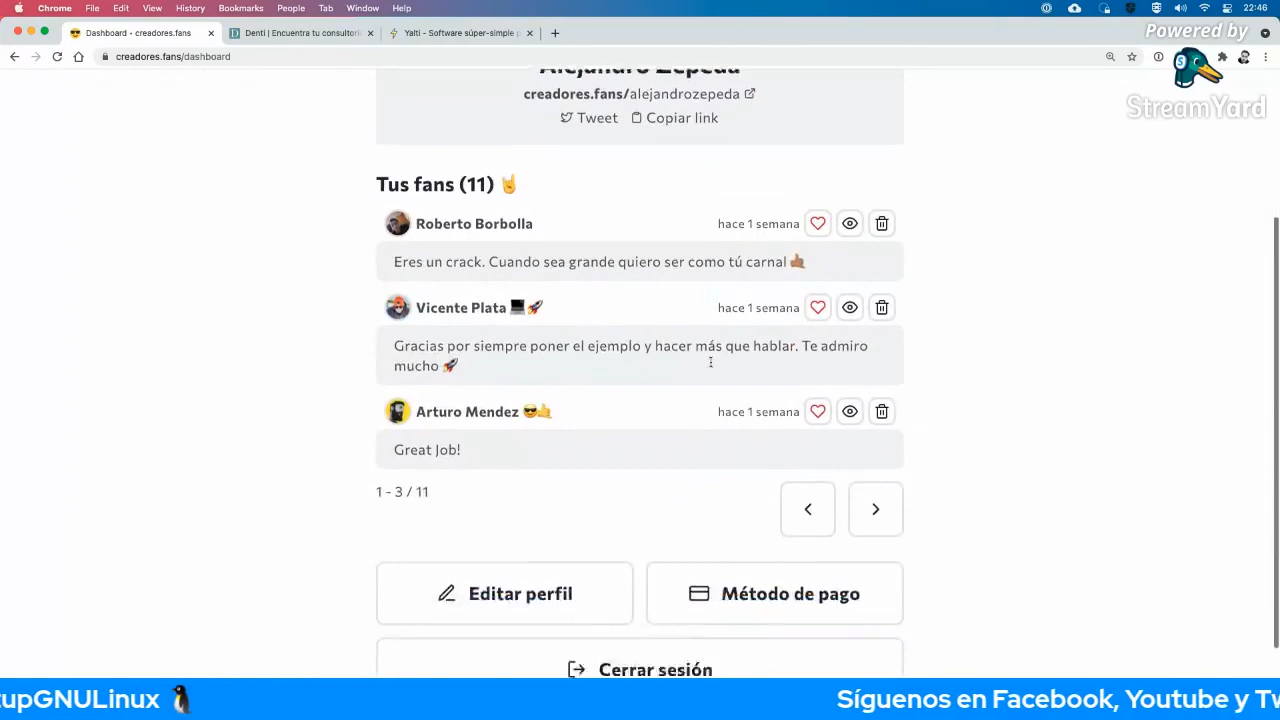 Chrome File Edit View History Bookmarks People Tab Window Help 22:46
Dashboard • creadores.fans
Denti | Encuentra tu consultori
Yalti - Software súper-simple p
Powered by
creadores.fans/dashboard
StreamYard
Alejandro Zepeda
creadores.fans/alejandrozepeda
Tweet Copiar link
Tus fans (11) 🤘
Roberto Borbolla hace 1 semana
Eres un crack. Cuando sea grande quiero ser como tú carnal 🤙🏽
Vicente Plata 💻🚀 hace 1 semana
Gracias por siempre poner el ejemplo y hacer más que hablar. Te admiro
mucho 🚀
Arturo Mendez 😎🤙 hace 1 semana
Great Job!
1 - 3 / 11
Editar perfil Método de pago
Cerrar sesión
tupGNULinux 🐧 Síguenos en Facebook, Youtube y Tw